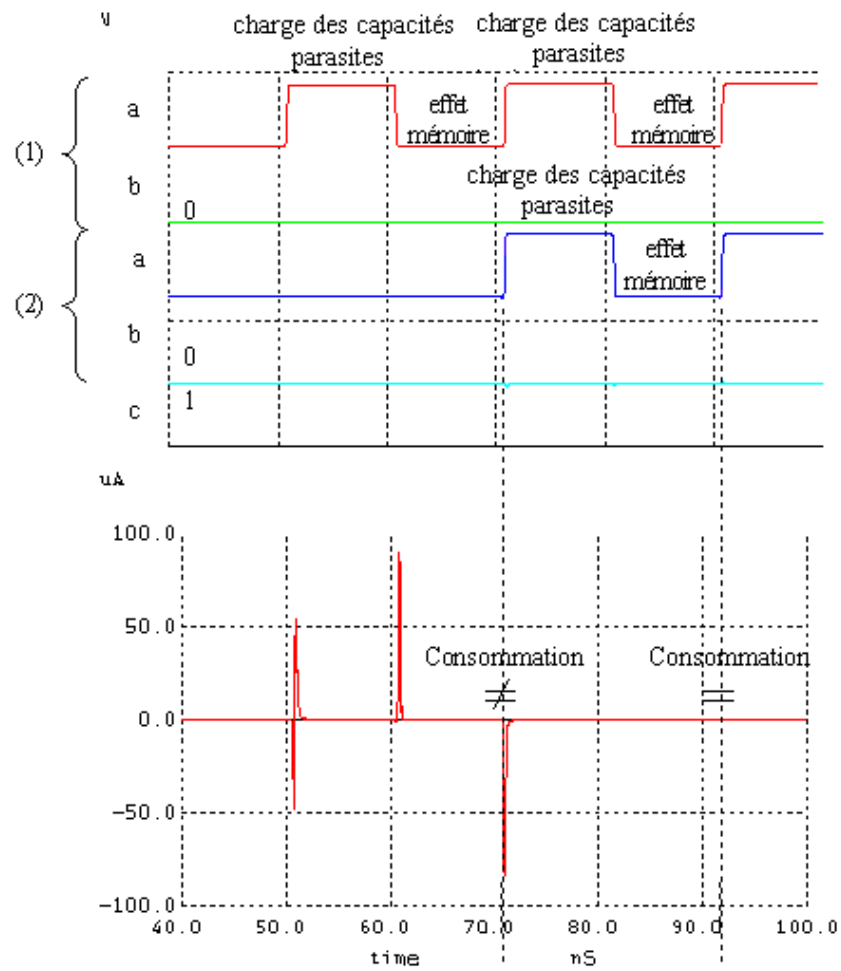 V
charge des capacités charge des capacités
parasites parasites
a
effet
mémoire
effet
mémoire
(1)
b
0
charge des capacités
parasites
a
effet
mémoire
(2)
b
0
c
1
uA
100.0
50.0
Consommation Consommation
≠ =
0.0
-50.0
-100.0
40.0 50.0 60.0 70.0 80.0 90.0 100.0
time nS